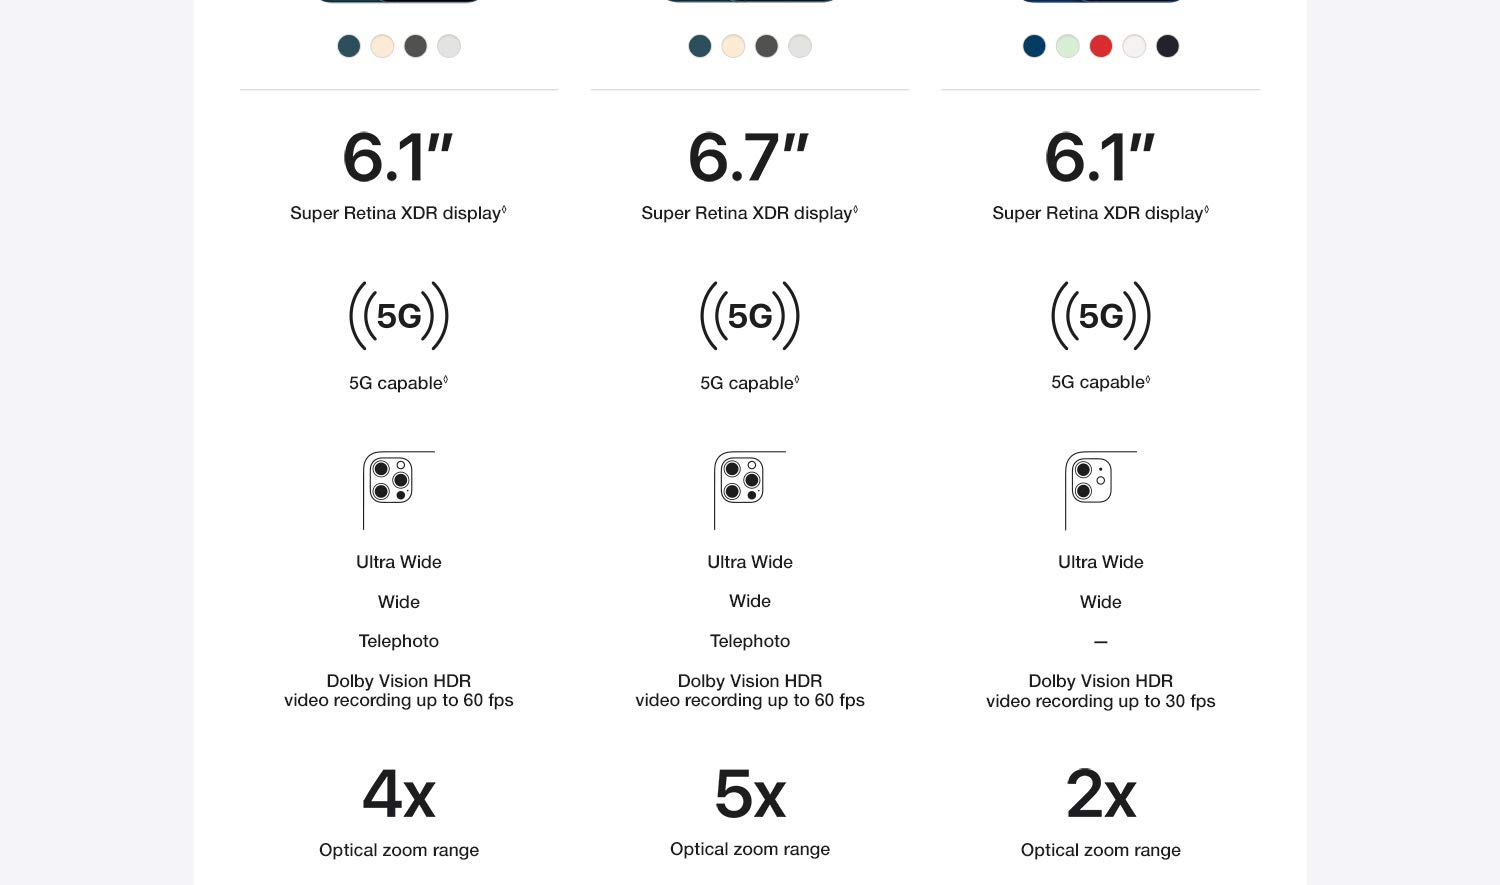 6.1″
Super Retina XDR display◊
5G
5G capable◊
Ultra Wide
Wide
Telephoto
Dolby Vision HDR
video recording up to 60 fps
4x
Optical zoom range
6.7″
Super Retina XDR display◊
5G
5G capable◊
Ultra Wide
Wide
Telephoto
Dolby Vision HDR
video recording up to 60 fps
5x
Optical zoom range
6.1″
Super Retina XDR display◊
5G
5G capable◊
Ultra Wide
Wide
—
Dolby Vision HDR
video recording up to 30 fps
2x
Optical zoom range